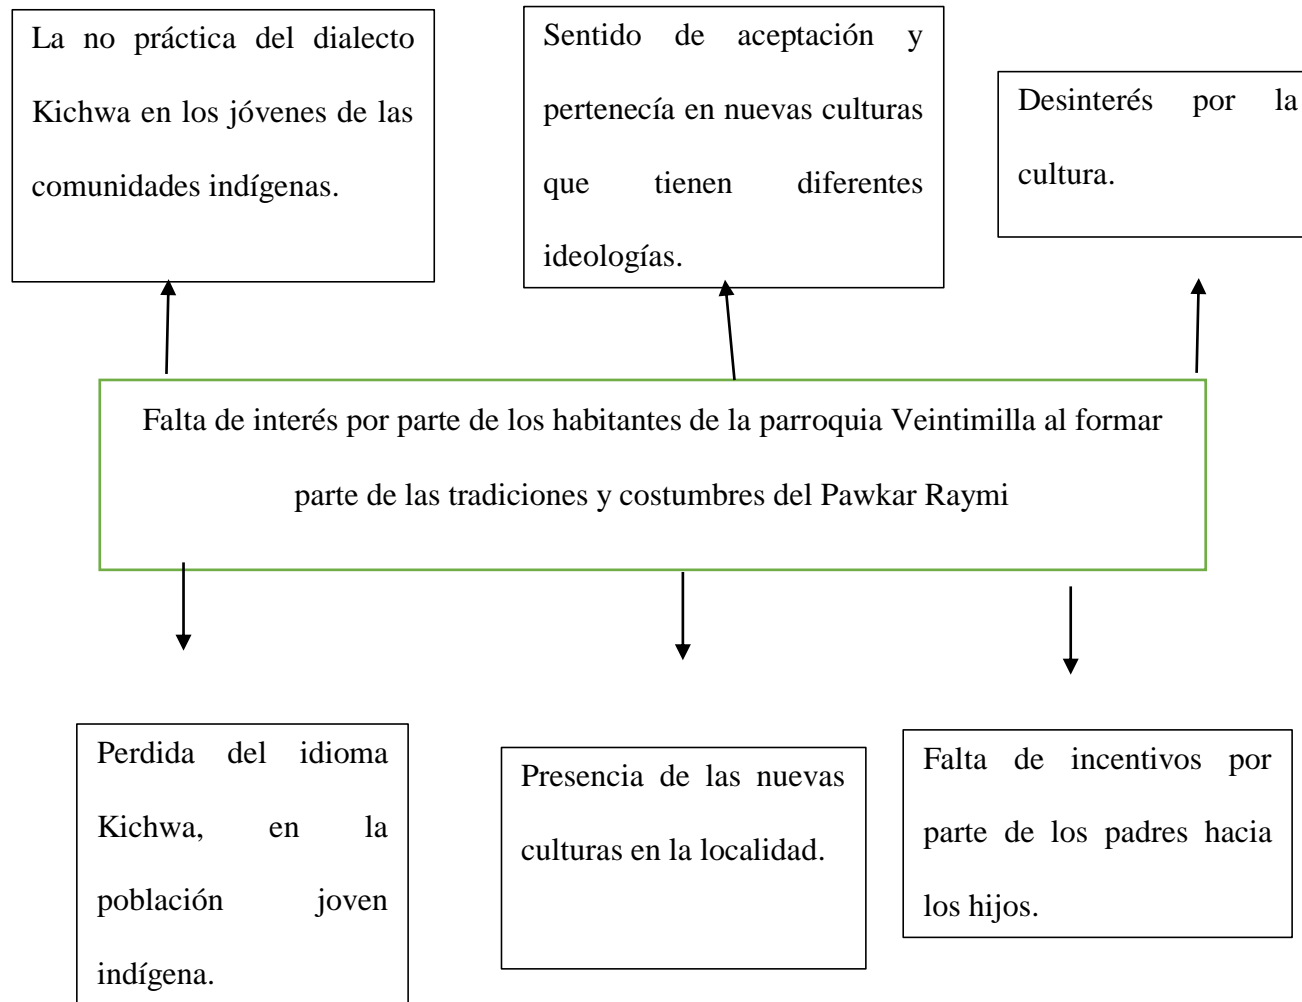 La no práctica del dialecto
Kichwa en los jóvenes de las
comunidades indígenas.
Sentido de aceptación y
pertenecía en nuevas culturas
que tienen diferentes
ideologías.
Desinterés por la
cultura.
Falta de interés por parte de los habitantes de la parroquia Veintimilla al formar
parte de las tradiciones y costumbres del Pawkar Raymi
Perdida del idioma
Kichwa, en la
población joven
indígena.
Presencia de las nuevas
culturas en la localidad.
Falta de incentivos por
parte de los padres hacia
los hijos.